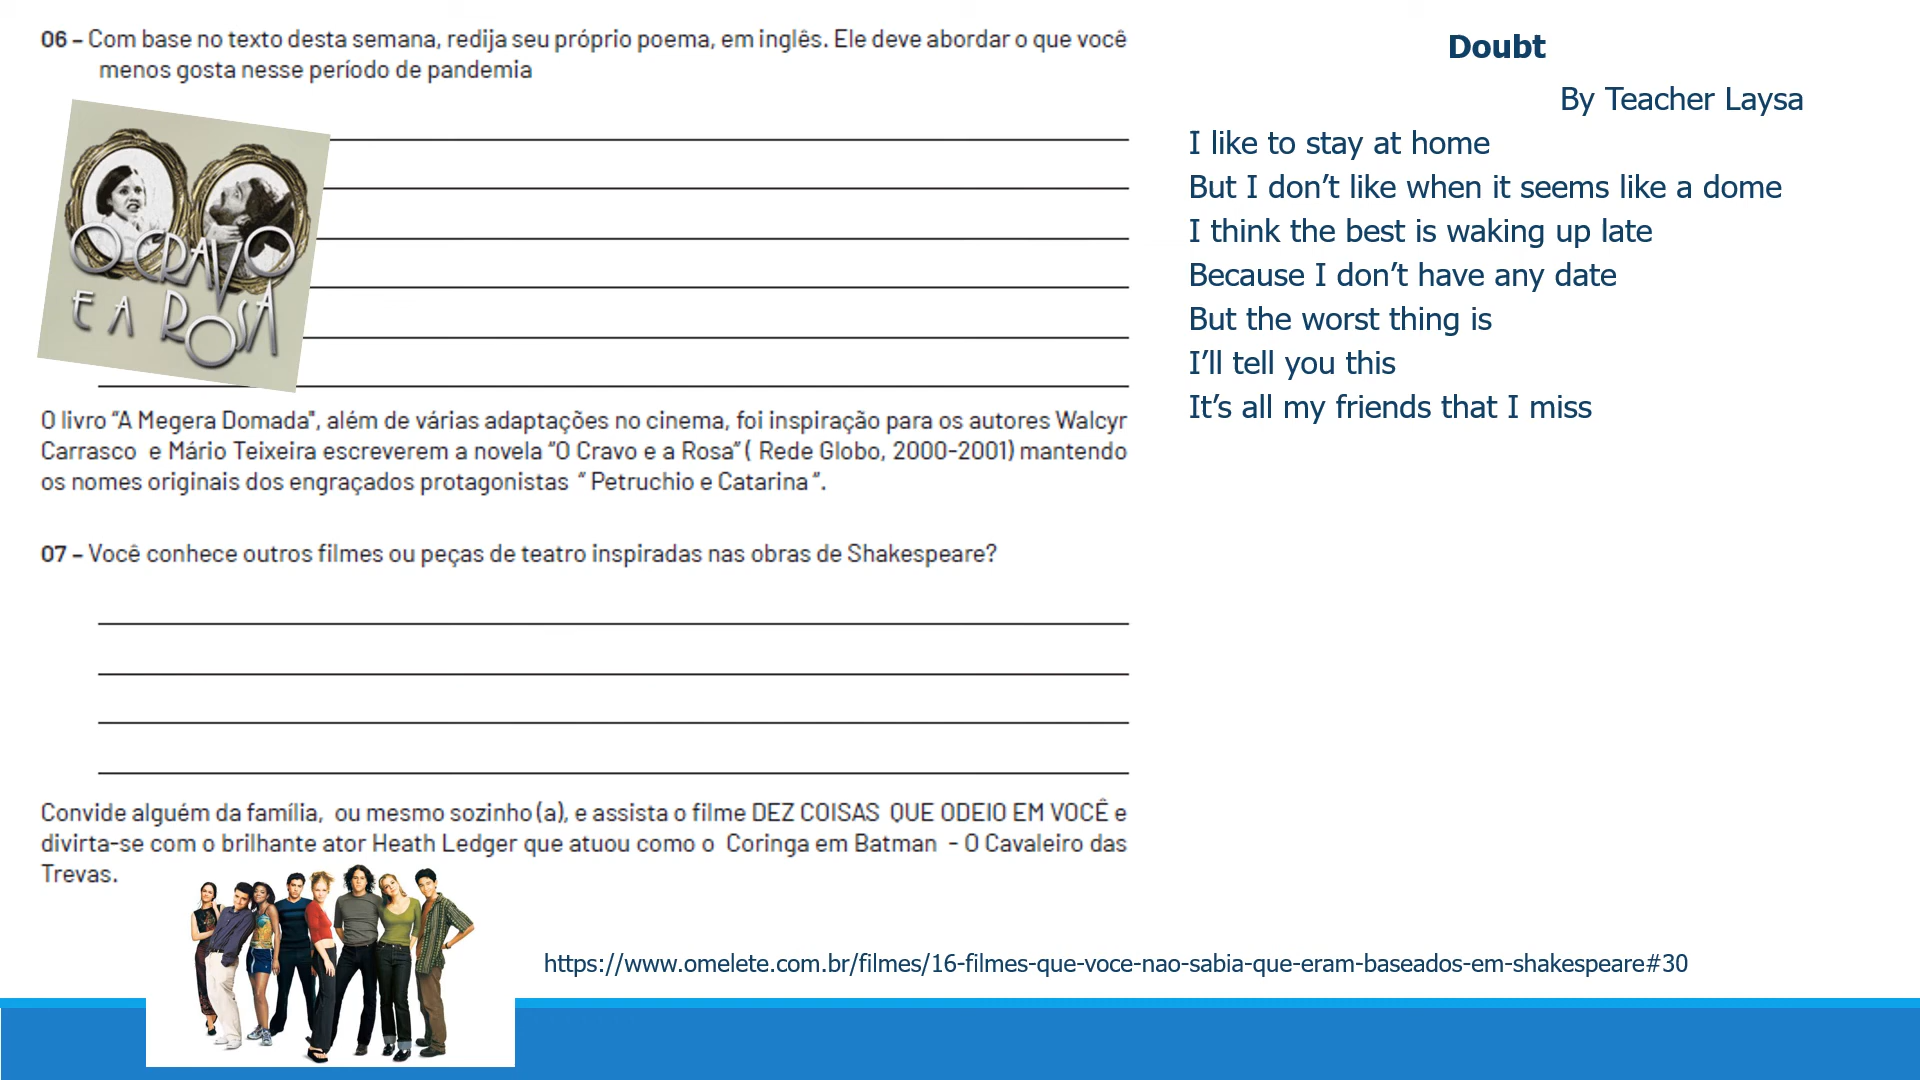 06 – Com base no texto desta semana, redija seu próprio poema, em inglês. Ele deve abordar o que você
menos gosta nesse período de pandemia
O CRAVO
E A ROSA
O livro “A Megera Domada", além de várias adaptações no cinema, foi inspiração para os autores Walcyr
Carrasco e Mário Teixeira escreverem a novela “O Cravo e a Rosa” ( Rede Globo, 2000-2001) mantendo
os nomes originais dos engraçados protagonistas “ Petruchio e Catarina “.
07 – Você conhece outros filmes ou peças de teatro inspiradas nas obras de Shakespeare?
Convide alguém da família, ou mesmo sozinho(a), e assista o filme DEZ COISAS QUE ODEIO EM VOCÊ e
divirta-se com o brilhante ator Heath Ledger que atuou como o Coringa em Batman - O Cavaleiro das
Trevas.
Doubt
By Teacher Laysa
I like to stay at home
But I don’t like when it seems like a dome
I think the best is waking up late
Because I don’t have any date
But the worst thing is
I’ll tell you this
It’s all my friends that I miss
https://www.omelete.com.br/filmes/16-filmes-que-voce-nao-sabia-que-eram-baseados-em-shakespeare#30